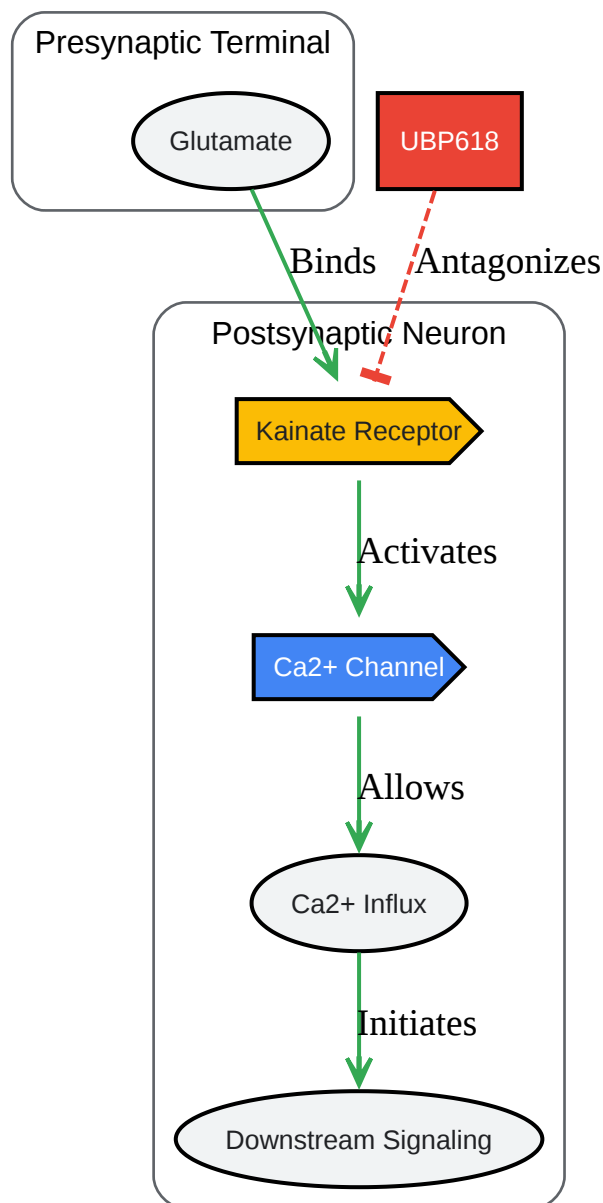 Presynaptic Terminal
Glutamate
UBP618
Binds
Antagonizes
Postsynaptic Neuron
Kainate Receptor
Activates
Ca2+ Channel
Allows
Ca2+ Influx
Initiates
Downstream Signaling